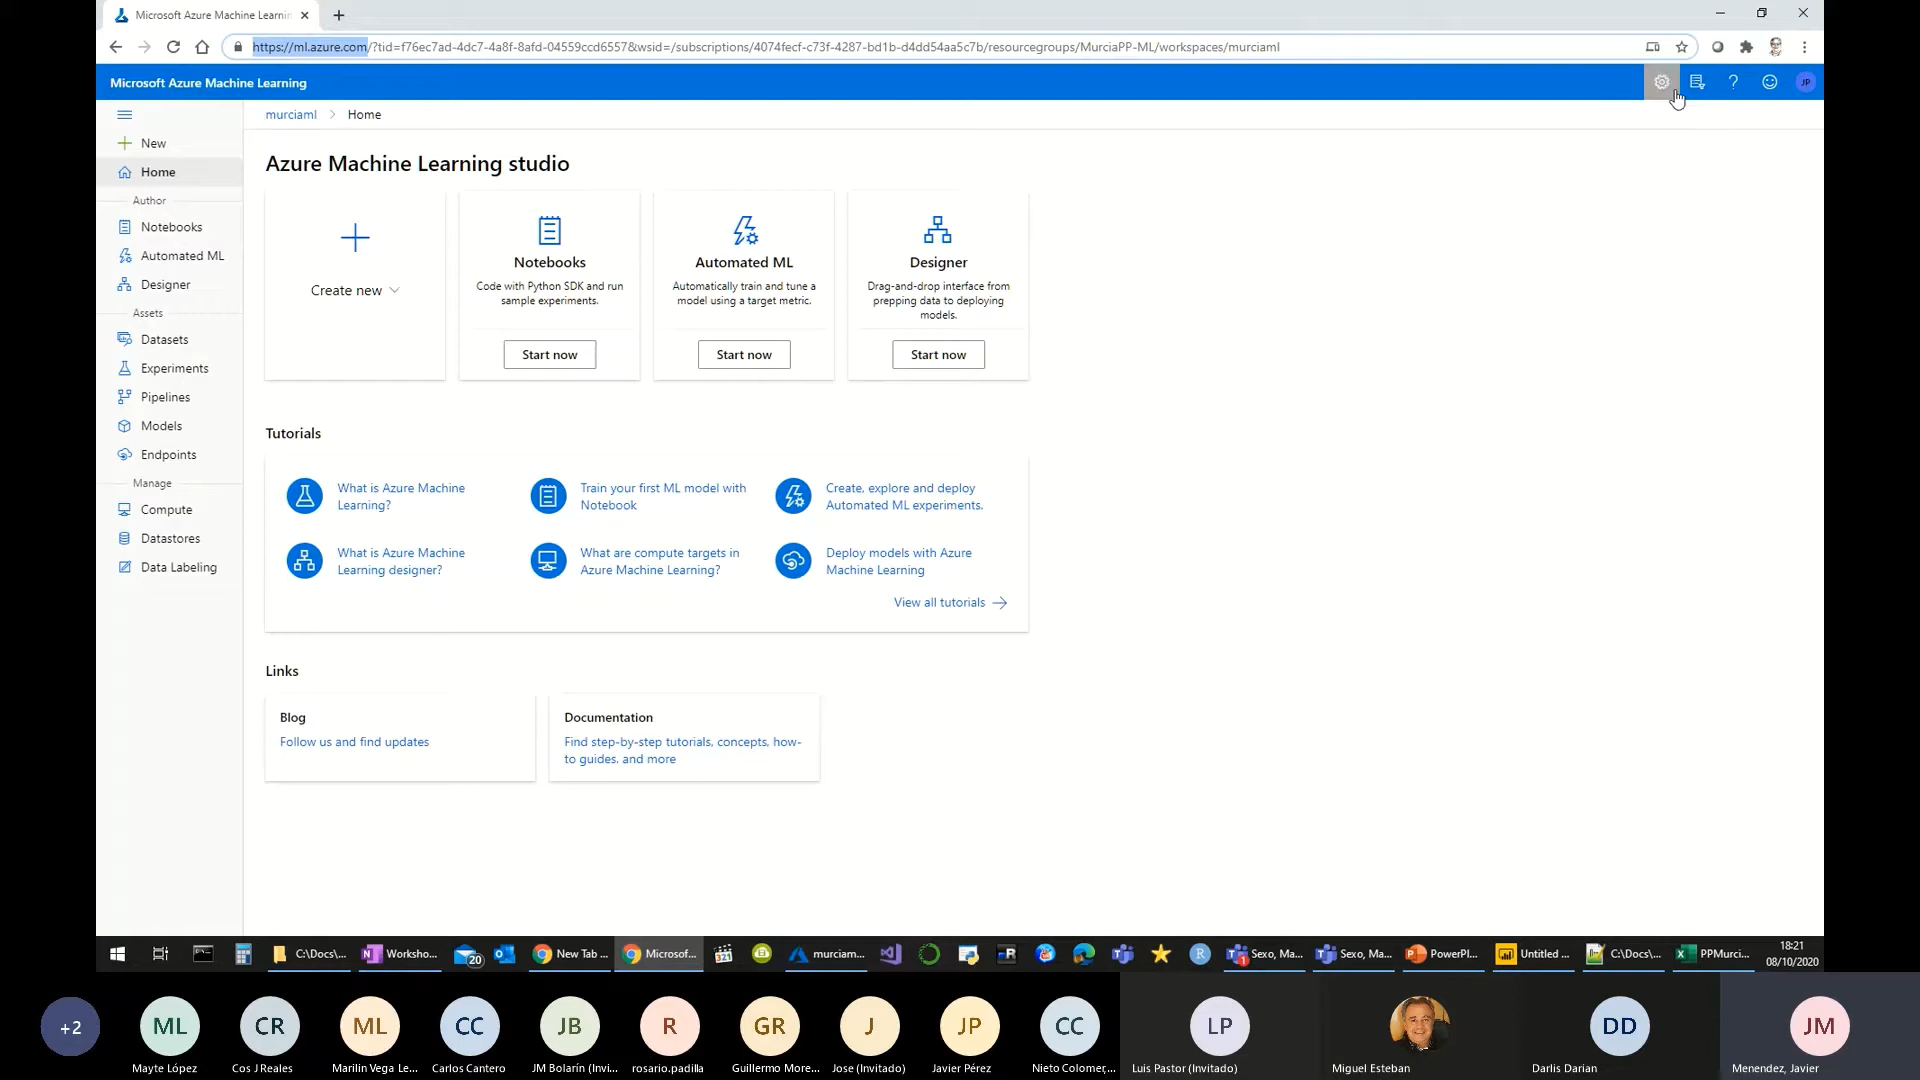 Microsoft Azure Machine Learnin
https://ml.azure.com/?tid=f76ec7ad-4dc7-4a8f-8afd-04559ccd6557&wsid=/subscriptions/4074fecf-c73f-4287-bd1b-d4dd54aa5c7b/resourcegroups/MurciaPP-ML/workspaces/murciaml
Microsoft Azure Machine Learning
JP
murciaml
Home
New
Home
Author
Notebooks
Automated ML
Designer
Assets
Datasets
Experiments
Pipelines
Models
Endpoints
Manage
Compute
Datastores
Data Labeling
Azure Machine Learning studio
Create new
Notebooks
Code with Python SDK and run
sample experiments.
Start now
Automated ML
Automatically train and tune a
model using a target metric.
Start now
Designer
Drag-and-drop interface from
prepping data to deploying
models.
Start now
Tutorials
What is Azure Machine
Learning?
Train your first ML model with
Notebook
Create, explore and deploy
Automated ML experiments.
What is Azure Machine
Learning designer?
What are compute targets in
Azure Machine Learning?
Deploy models with Azure
Machine Learning
View all tutorials
Links
Blog
Follow us and find updates
Documentation
Find step-by-step tutorials, concepts, how-
to guides, and more
C:\Docs\...
Worksho...
20
New Tab ...
Microsof...
321
murciam...
R
R
1
Sexo, Ma...
Sexo, Ma...
PowerPl...
Untitled ...
C:\Docs\...
PPMurci...
18:21
08/10/2020
+2
ML
Mayte López
CR
Cos J Reales
ML
Marilin Vega Le...
CC
Carlos Cantero
JB
JM Bolarín (Invi...
R
rosario.padilla
GR
Guillermo More...
J
Jose (Invitado)
JP
Javier Pérez
CC
Nieto Colomer,...
LP
Luis Pastor (Invitado)
Miguel Esteban
DD
Darlis Darian
JM
Menendez, Javier